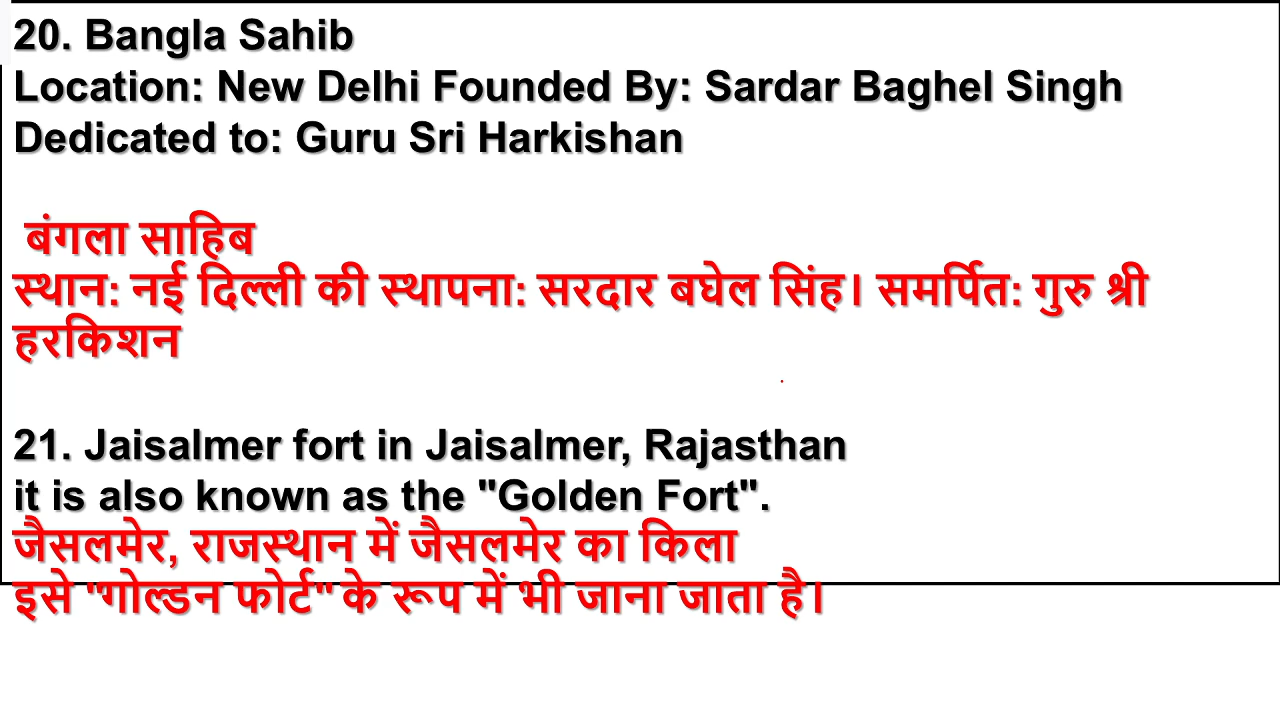 20. Bangla Sahib
Location: New Delhi Founded By: Sardar Baghel Singh
Dedicated to: Guru Sri Harkishan
बंगला साहिब
स्थान: नई दिल्ली की स्थापना: सरदार बघेल सिंह। समर्पित: गुरु श्री
हरकिशन
21. Jaisalmer fort in Jaisalmer, Rajasthan
it is also known as the "Golden Fort".
जैसलमेर, राजस्थान में जैसलमेर का किला
इसे "गोल्डन फोर्ट" के रूप में भी जाना जाता है।